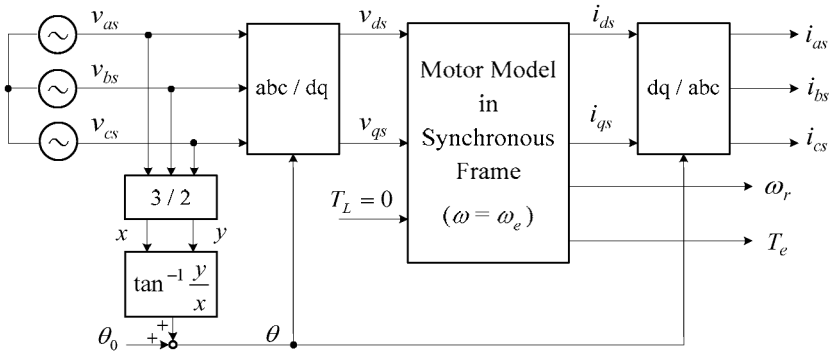 v_as
v_bs
v_cs
abc / dq
v_ds
v_qs
T_L = 0
Motor Model
in
Synchronous
Frame
(ω = ω_e)
i_ds
i_qs
dq / abc
i_as
i_bs
i_cs
ω_r
T_e
3 / 2
x
y
tan⁻¹ y/x
θ₀
+
+
θ